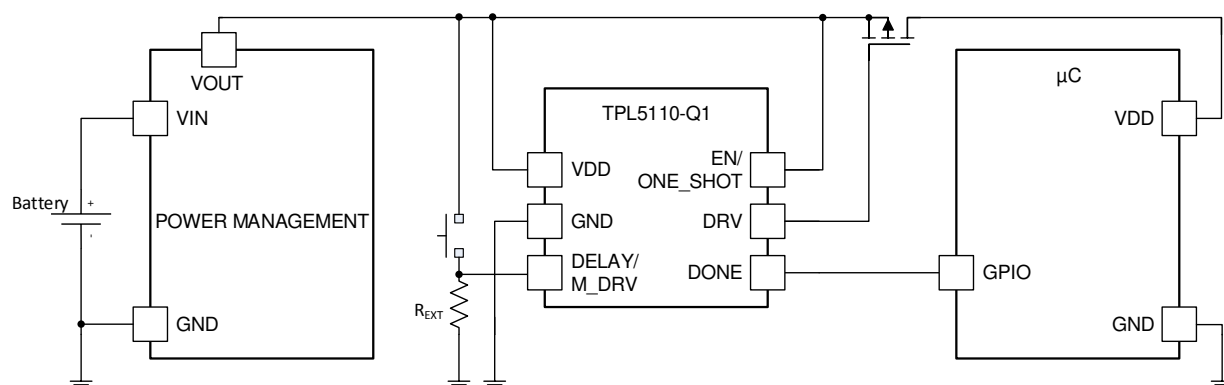 VOUT
VIN
Battery
+
-
POWER MANAGEMENT
GND
R_EXT
TPL5110-Q1
VDD
GND
DELAY/
M_DRV
EN/
ONE_SHOT
DRV
DONE
µC
VDD
GPIO
GND